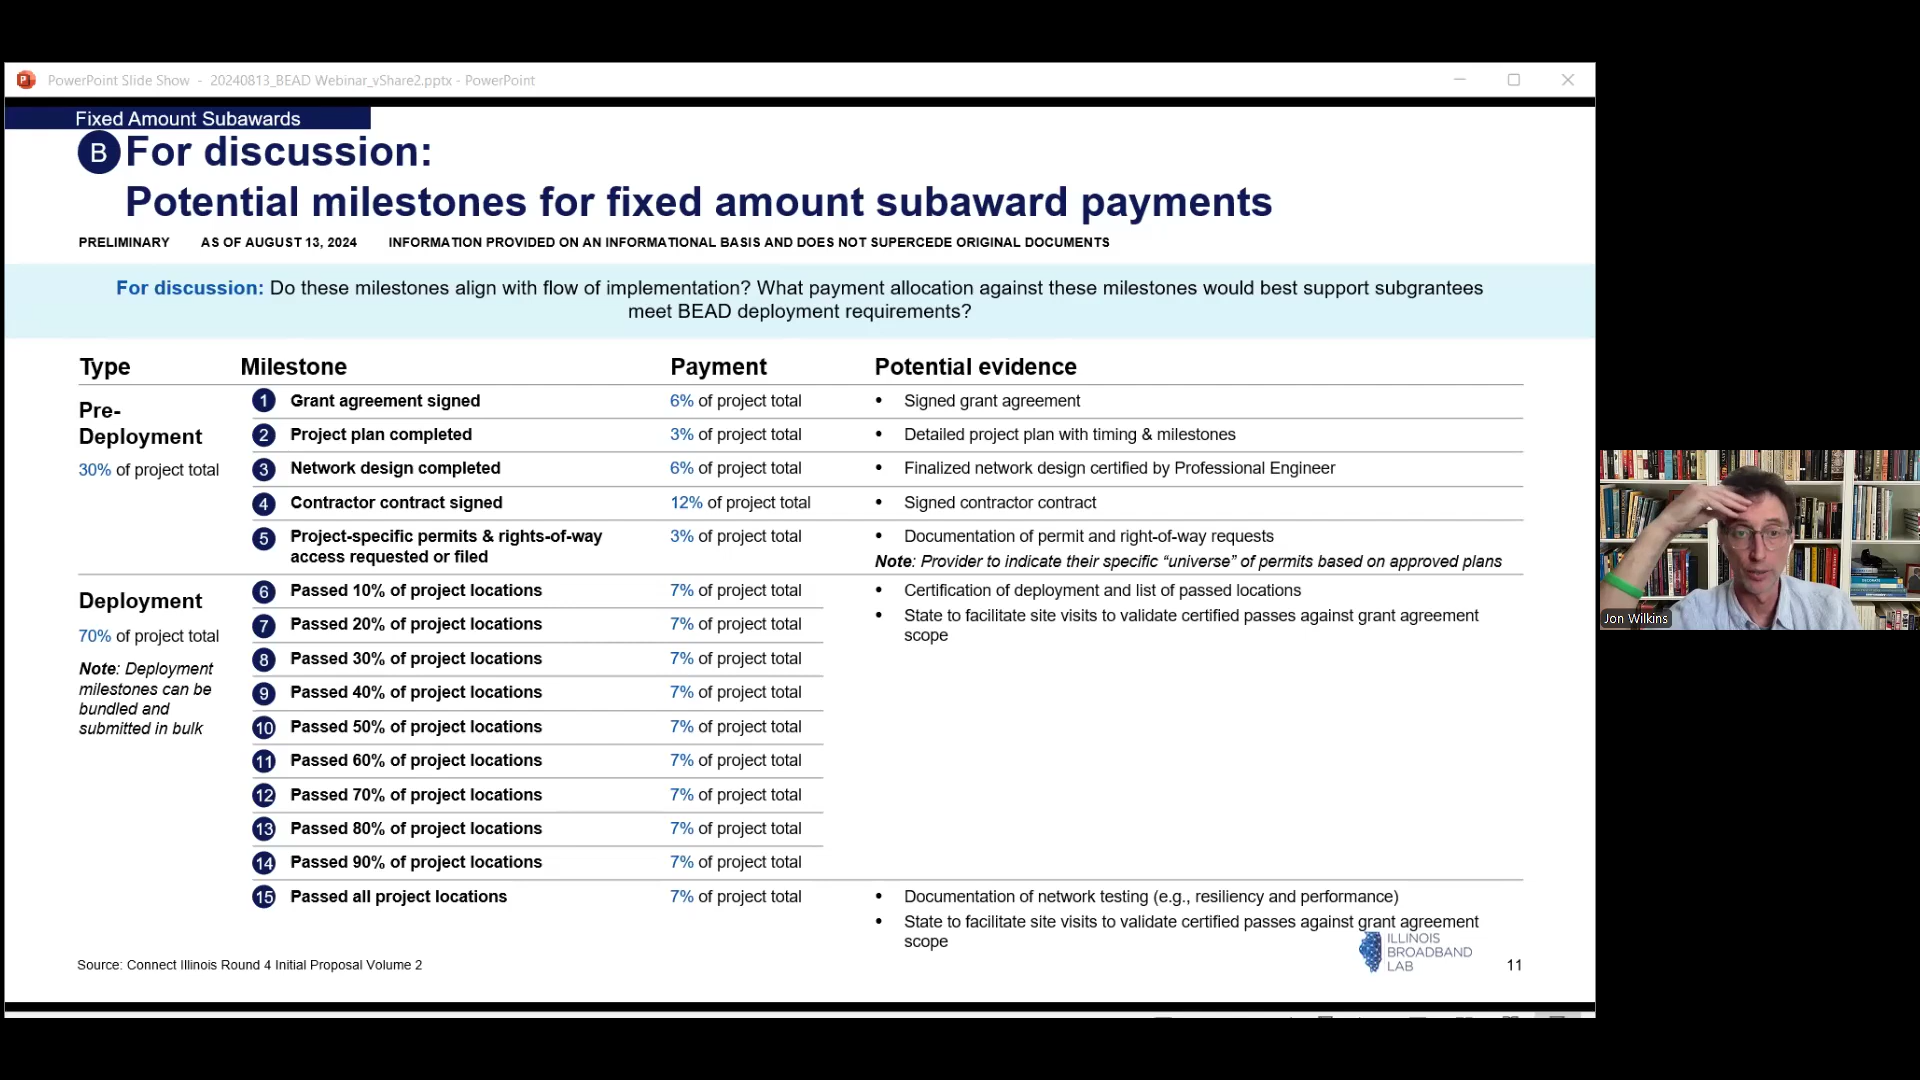 PowerPoint Slide Show - 20240813_BEAD Webinar_vShare2.pptx - PowerPoint
Fixed Amount Subawards
B For discussion:
Potential milestones for fixed amount subaward payments
PRELIMINARY AS OF AUGUST 13, 2024 INFORMATION PROVIDED ON AN INFORMATIONAL BASIS AND DOES NOT SUPERCEDE ORIGINAL DOCUMENTS
For discussion: Do these milestones align with flow of implementation? What payment allocation against these milestones would best support subgrantees
meet BEAD deployment requirements?
Type Milestone Payment Potential evidence
Pre-
Deployment
30% of project total
1 Grant agreement signed 6% of project total • Signed grant agreement
2 Project plan completed 3% of project total • Detailed project plan with timing & milestones
3 Network design completed 6% of project total • Finalized network design certified by Professional Engineer
4 Contractor contract signed 12% of project total • Signed contractor contract
5 Project-specific permits & rights-of-way 3% of project total • Documentation of permit and right-of-way requests
access requested or filed
Note: Provider to indicate their specific “universe” of permits based on approved plans
Deployment
70% of project total
Note: Deployment
milestones can be
bundled and
submitted in bulk
6 Passed 10% of project locations 7% of project total • Certification of deployment and list of passed locations
7 Passed 20% of project locations 7% of project total • State to facilitate site visits to validate certified passes against grant agreement
scope
8 Passed 30% of project locations 7% of project total
9 Passed 40% of project locations 7% of project total
10 Passed 50% of project locations 7% of project total
11 Passed 60% of project locations 7% of project total
12 Passed 70% of project locations 7% of project total
13 Passed 80% of project locations 7% of project total
14 Passed 90% of project locations 7% of project total
15 Passed all project locations 7% of project total • Documentation of network testing (e.g., resiliency and performance)
• State to facilitate site visits to validate certified passes against grant agreement
scope
Source: Connect Illinois Round 4 Initial Proposal Volume 2
ILLINOIS
BROADBAND
LAB
11
Jon Wilkins